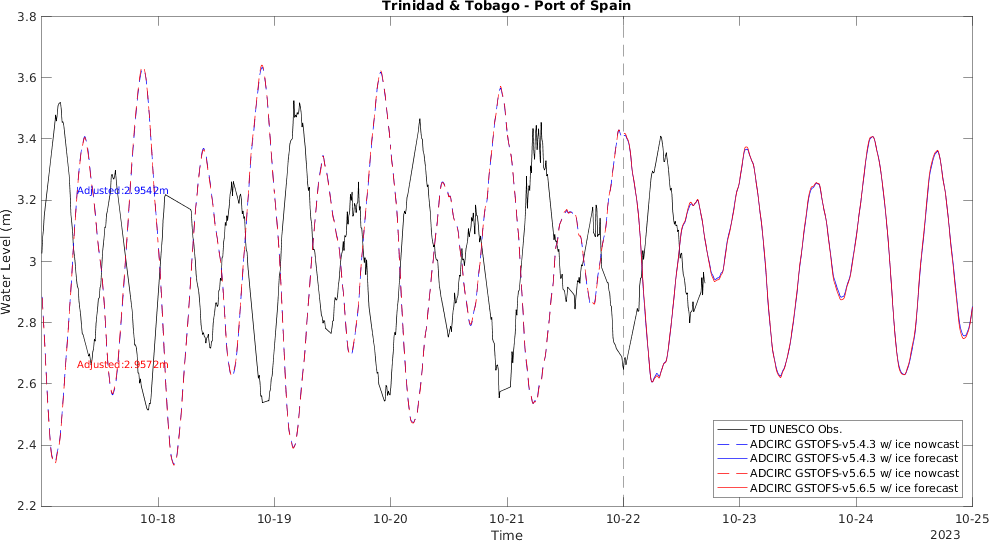 Trinidad & Tobago - Port of Spain
3.8
3.6
3.4
3.2
3
2.8
2.6
2.4
2.2
Water Level (m)
Adjusted:2.9542m
Adjusted:2.9572m
TD UNESCO Obs.
ADCIRC GSTOFS-v5.4.3 w/ ice nowcast
ADCIRC GSTOFS-v5.4.3 w/ ice forecast
ADCIRC GSTOFS-v5.6.5 w/ ice nowcast
ADCIRC GSTOFS-v5.6.5 w/ ice forecast
10-18 10-19 10-20 10-21 10-22 10-23 10-24 10-25
Time
2023